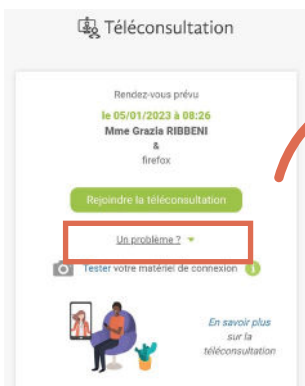 Téléconsultation
Rendez-vous prévu
le 05/01/2023 à 08:26
Mme Grazia RIBBENI
&
firefox
Rejoindre la téléconsultation
Un problème ?
Tester votre matériel de connexion i
En savoir plus
sur la
téléconsultation